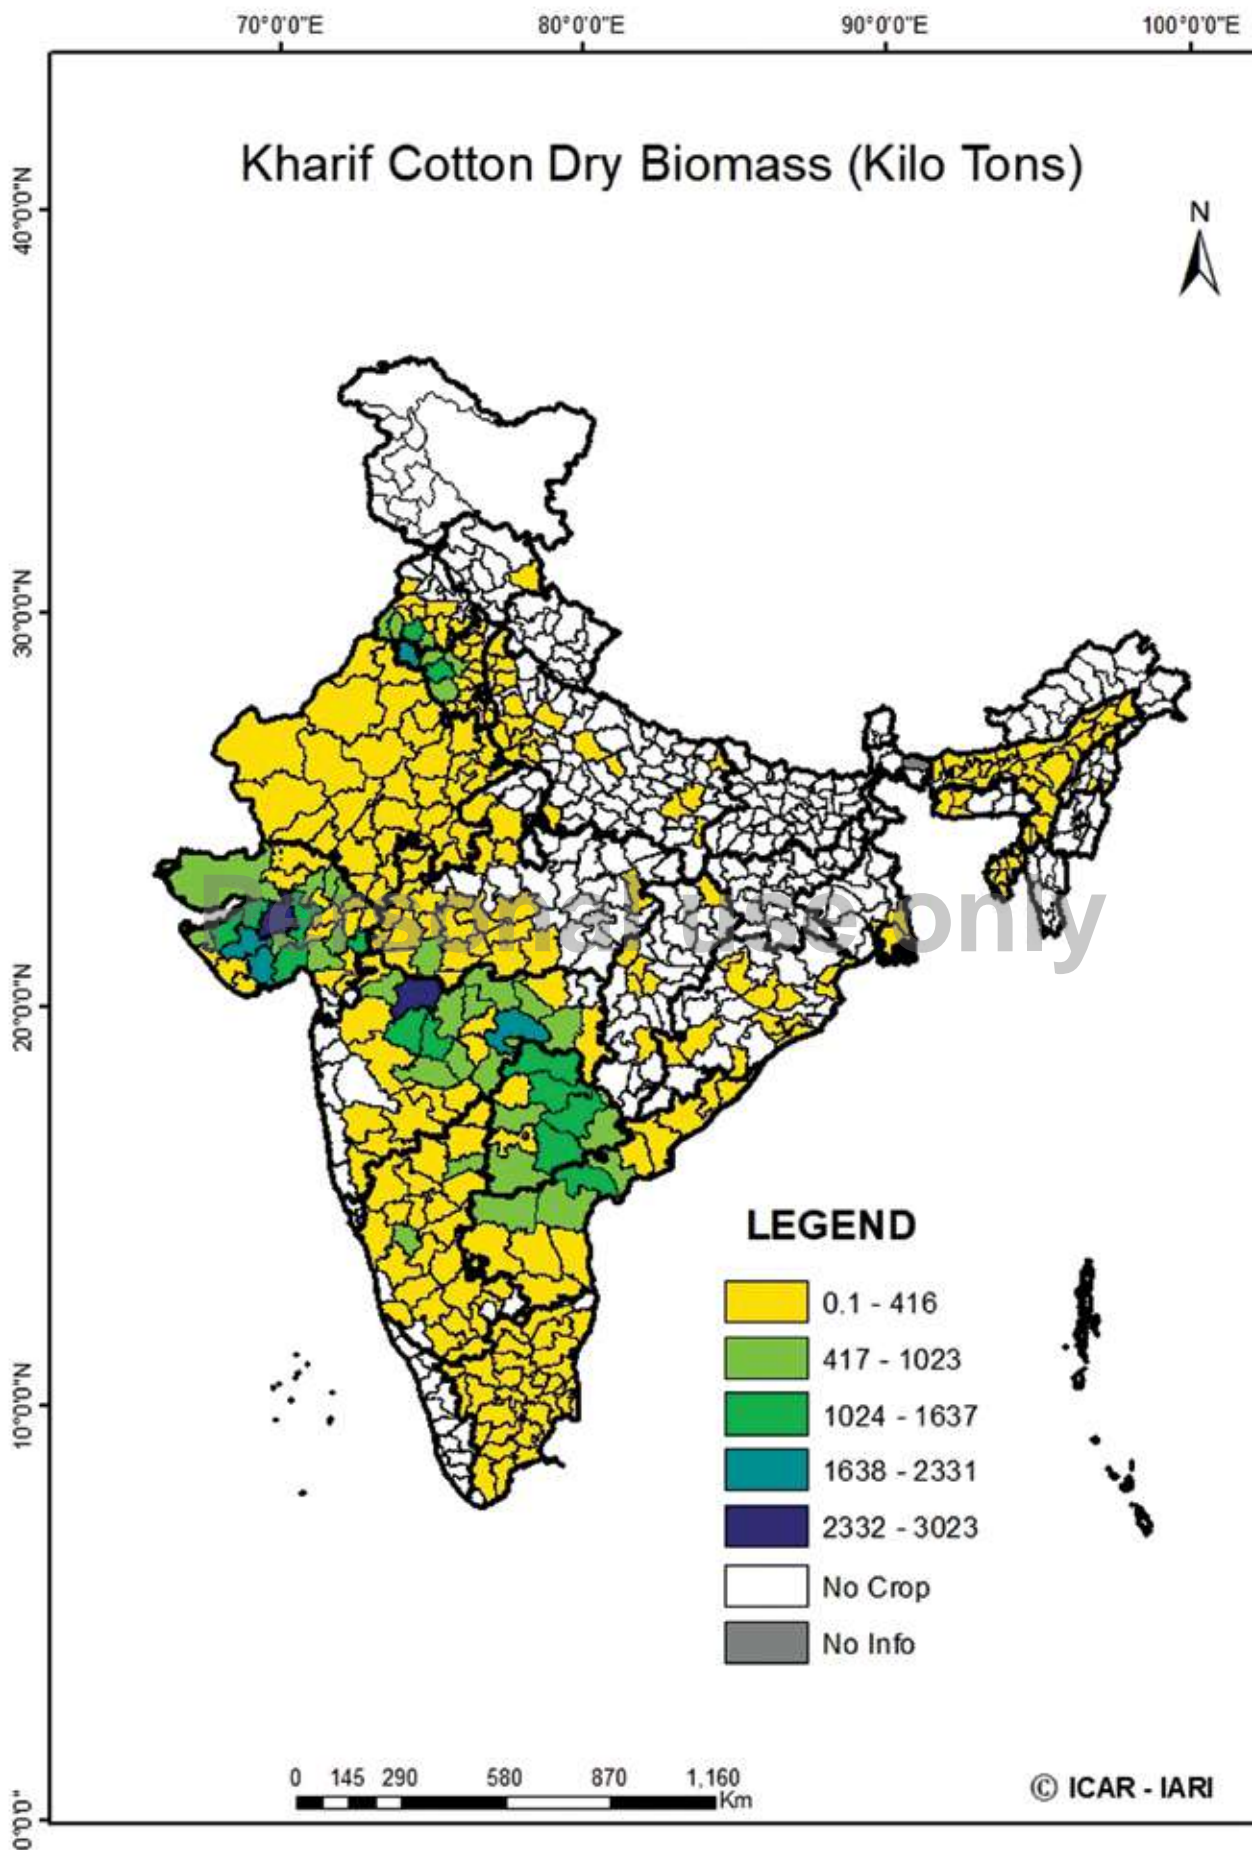 70°0'0"E 80°0'0"E 90°0'0"E 100°0'0"E
Kharif Cotton Dry Biomass (Kilo Tons)
N
40°0'0"N
30°0'0"N
20°0'0"N
10°0'0"N
0°0'0"
Personal use only
LEGEND
0.1 - 416
417 - 1023
1024 - 1637
1638 - 2331
2332 - 3023
No Crop
No Info
0 145 290 580 870 1,160
Km
© ICAR - IARI